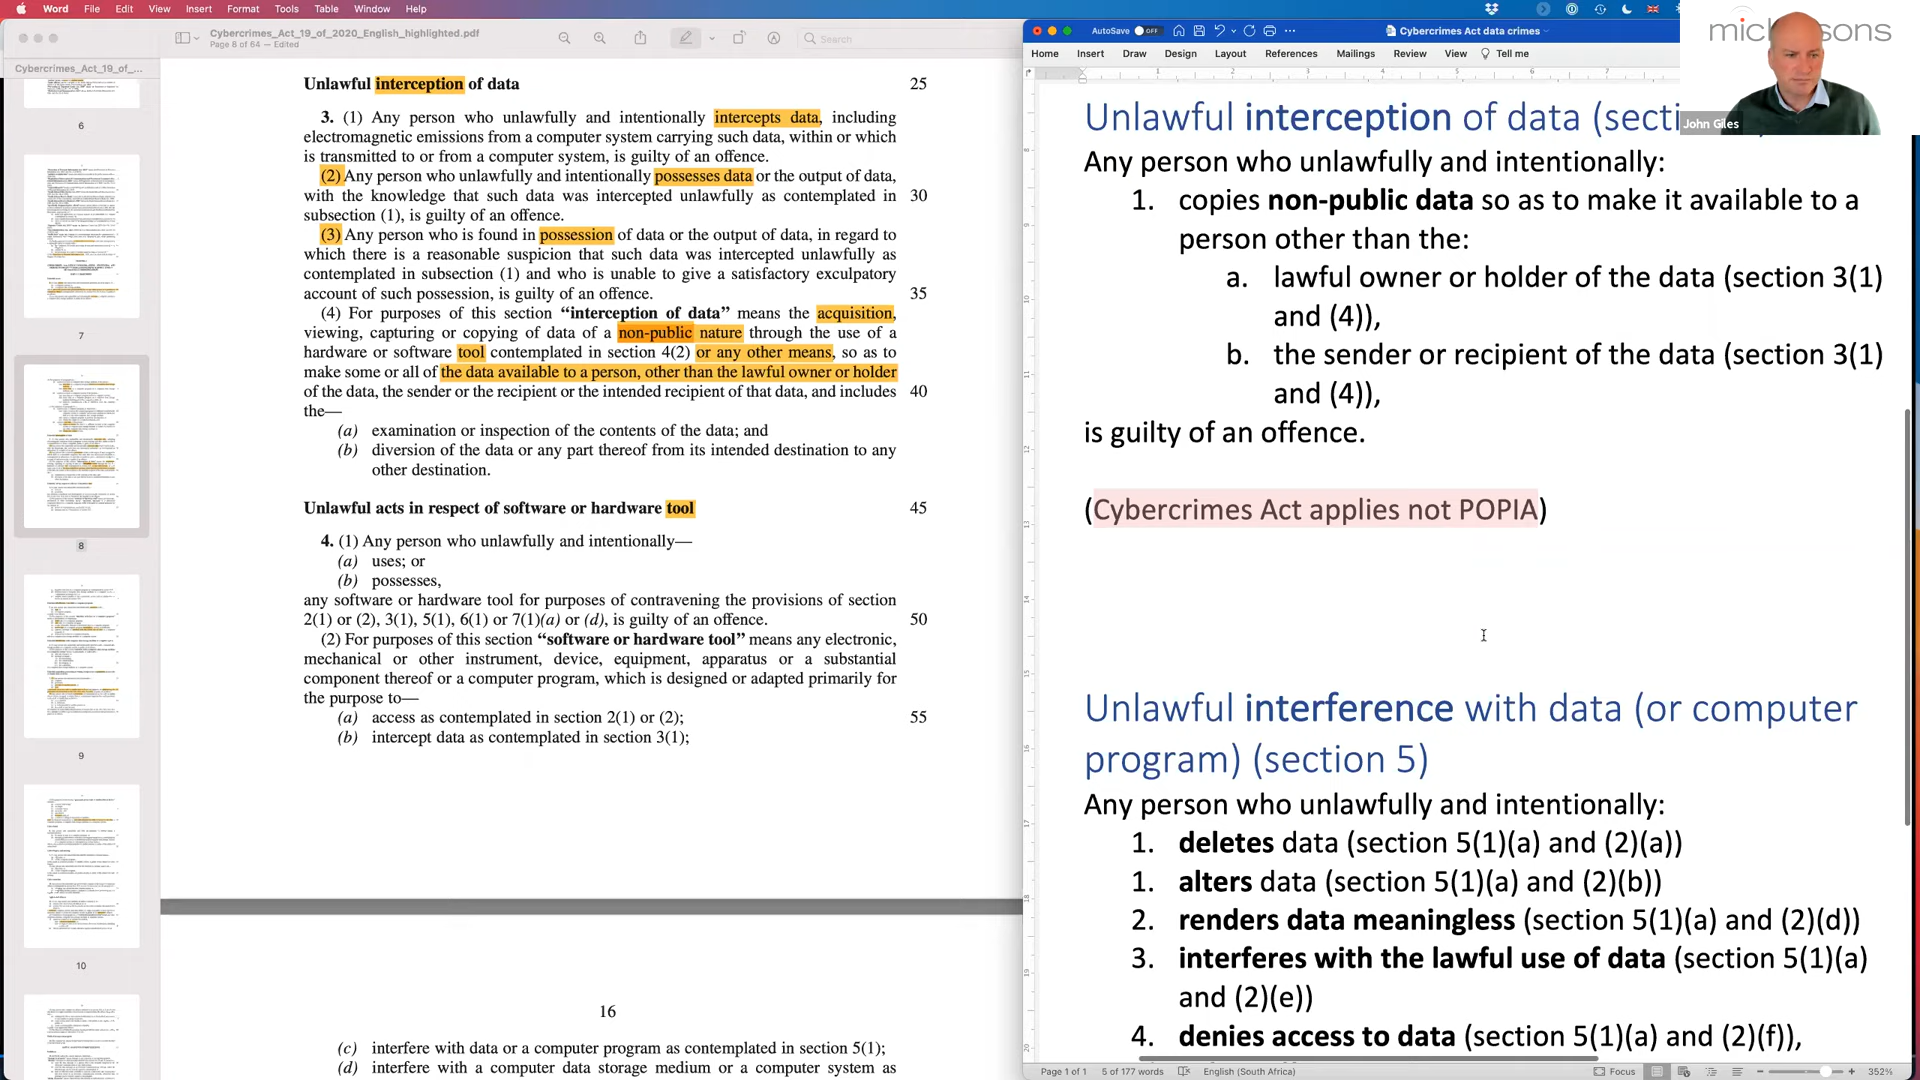 Word File Edit View Insert Format Tools Table Window Help
Cybercrimes_Act_19_of_2020_English_highlighted.pdf
Page 8 of 64 — Edited
Search
Cybercrimes_Act_19_of_...
6
7
8
9
10
Unlawful interception of data 25
3. (1) Any person who unlawfully and intentionally intercepts data, including
electromagnetic emissions from a computer system carrying such data, within or which
is transmitted to or from a computer system, is guilty of an offence.
(2) Any person who unlawfully and intentionally possesses data or the output of data,
with the knowledge that such data was intercepted unlawfully as contemplated in 30
subsection (1), is guilty of an offence.
(3) Any person who is found in possession of data or the output of data, in regard to
which there is a reasonable suspicion that such data was intercepted unlawfully as
contemplated in subsection (1) and who is unable to give a satisfactory exculpatory
account of such possession, is guilty of an offence. 35
(4) For purposes of this section “interception of data” means the acquisition,
viewing, capturing or copying of data of a non-public nature through the use of a
hardware or software tool contemplated in section 4(2) or any other means, so as to
make some or all of the data available to a person, other than the lawful owner or holder
of the data, the sender or the recipient or the intended recipient of that data, and includes 40
the—
(a) examination or inspection of the contents of the data; and
(b) diversion of the data or any part thereof from its intended destination to any
other destination.
Unlawful acts in respect of software or hardware tool 45
4. (1) Any person who unlawfully and intentionally—
(a) uses; or
(b) possesses,
any software or hardware tool for purposes of contravening the provisions of section
2(1) or (2), 3(1), 5(1), 6(1) or 7(1)(a) or (d), is guilty of an offence. 50
(2) For purposes of this section “software or hardware tool” means any electronic,
mechanical or other instrument, device, equipment, apparatus or a substantial
component thereof or a computer program, which is designed or adapted primarily for
the purpose to—
(a) access as contemplated in section 2(1) or (2); 55
(b) intercept data as contemplated in section 3(1);
16
(c) interfere with data or a computer program as contemplated in section 5(1);
(d) interfere with a computer data storage medium or a computer system as
AutoSave OFF
Cybercrimes Act data crimes
Home Insert Draw Design Layout References Mailings Review View Tell me
John Giles
Unlawful interception of data (secti
Any person who unlawfully and intentionally:
1. copies non-public data so as to make it available to a
person other than the:
a. lawful owner or holder of the data (section 3(1)
and (4)),
b. the sender or recipient of the data (section 3(1)
and (4)),
is guilty of an offence.
(Cybercrimes Act applies not POPIA)
Unlawful interference with data (or computer
program) (section 5)
Any person who unlawfully and intentionally:
1. deletes data (section 5(1)(a) and (2)(a))
1. alters data (section 5(1)(a) and (2)(b))
2. renders data meaningless (section 5(1)(a) and (2)(d))
3. interferes with the lawful use of data (section 5(1)(a)
and (2)(e))
4. denies access to data (section 5(1)(a) and (2)(f)),
Page 1 of 1 5 of 177 words English (South Africa) Focus 352%